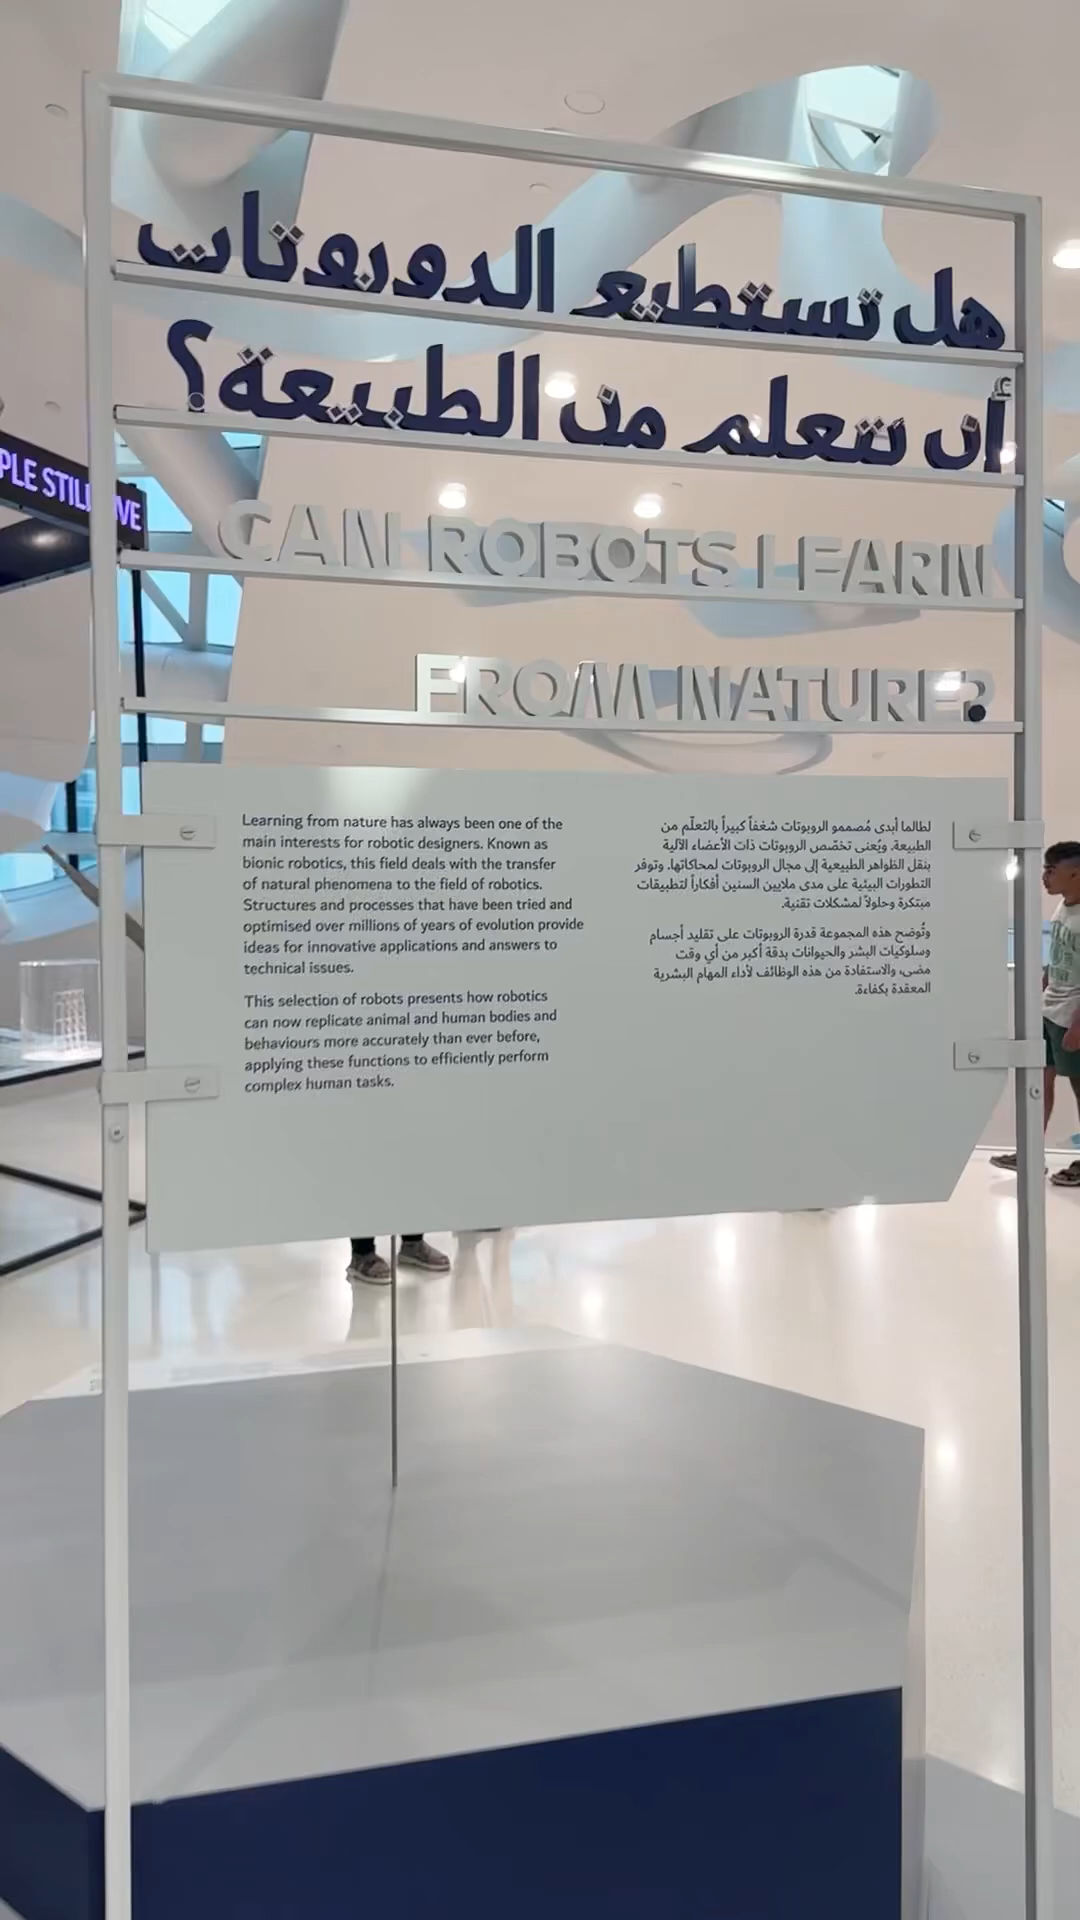 هل تستطيع الروبوتات
أن تتعلم من الطبيعة؟
CAN ROBOTS LEARN
FROM NATURE?
PLE STILL
VE
Learning from nature has always been one of the
main interests for robotic designers. Known as
bionic robotics, this field deals with the transfer
of natural phenomena to the field of robotics.
Structures and processes that have been tried and
optimised over millions of years of evolution provide
ideas for innovative applications and answers to
technical issues.
This selection of robots presents how robotics
can now replicate animal and human bodies and
behaviours more accurately than ever before,
applying these functions to efficiently perform
complex human tasks.
لطالما أبدى مُصممو الروبوتات شغفاً كبيراً بالتعلّم من
الطبيعة. ويُعنى تخصّص الروبوتات ذات الأعضاء الآلية
بنقل الظواهر الطبيعية إلى مجال الروبوتات لمحاكاتها. وتوفر
التطورات البيئية على مدى ملايين السنين أفكاراً لتطبيقات
مبتكرة وحلولاً لمشكلات تقنية.
وتُوضح هذه المجموعة قدرة الروبوتات على تقليد أجسام
وسلوكيات البشر والحيوانات بدقة أكبر من أي وقت
مضى، والاستفادة من هذه الوظائف لأداء المهام البشرية
المعقدة بكفاءة.